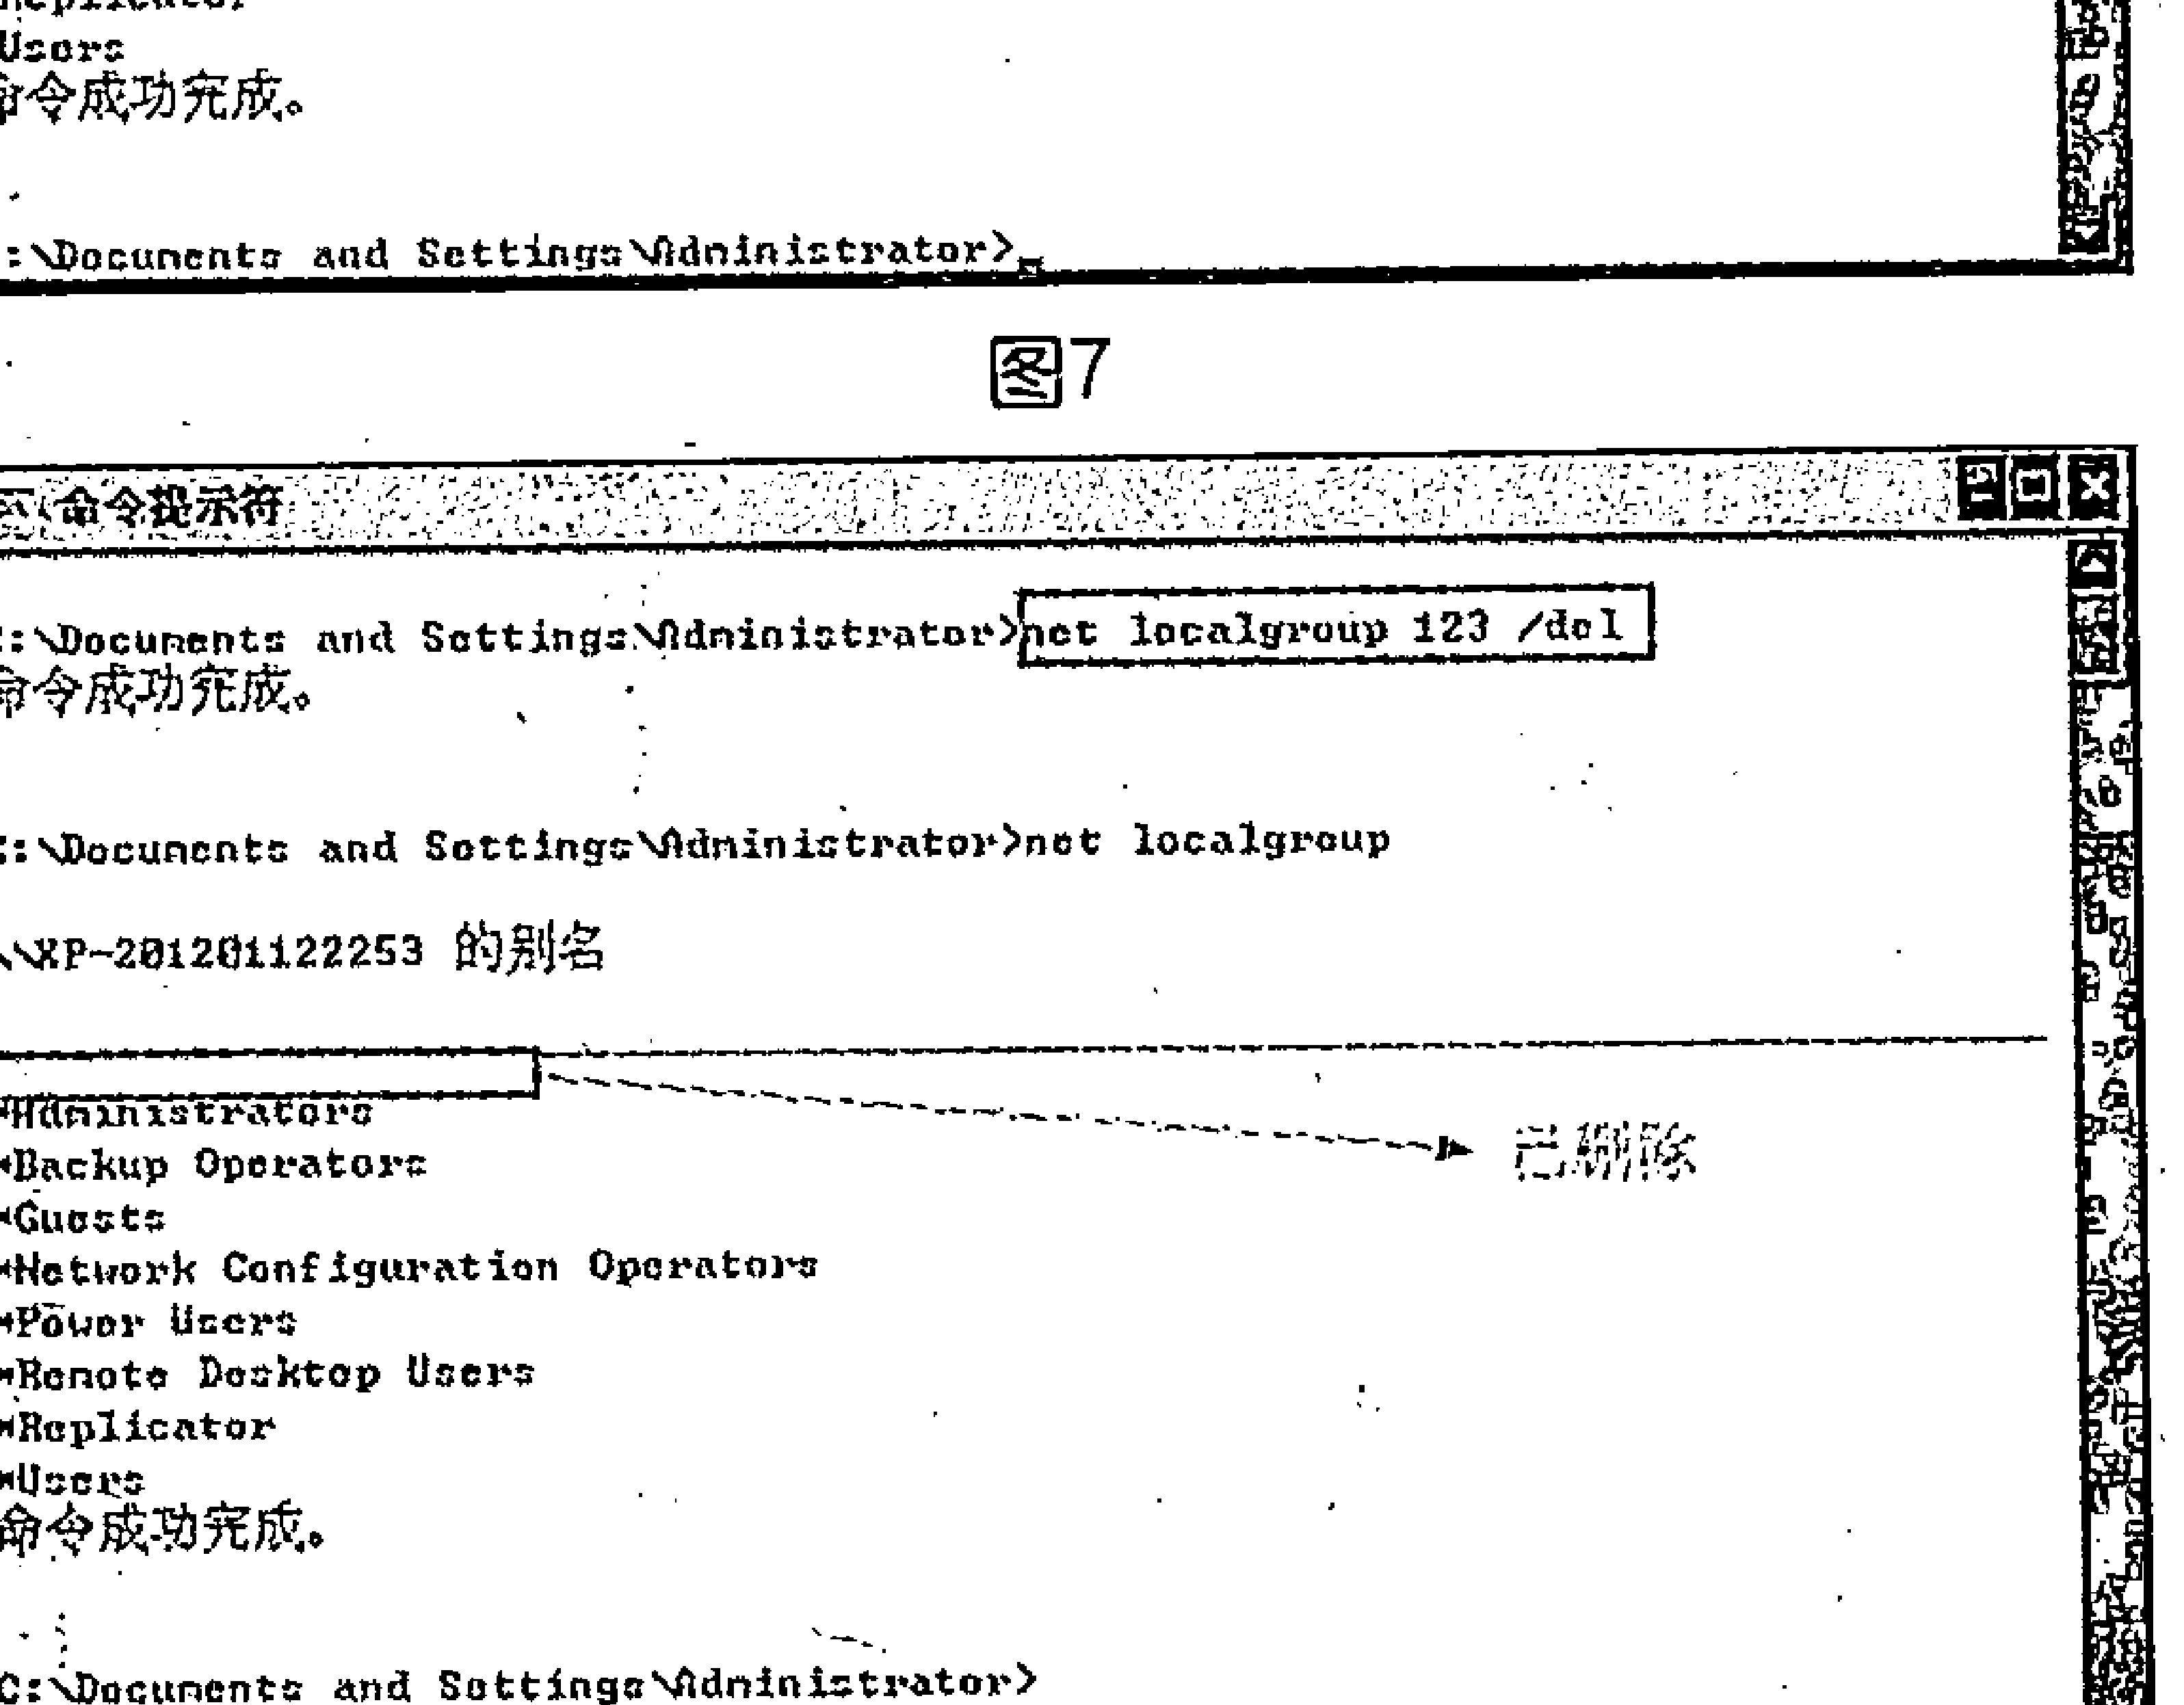 Replicator
Users
命令成功完成。
:\Documents and Settings\Administrator>
图7
命令提示符
C:\Documents and Settings\Administrator>net localgroup 123 /del
命令成功完成。
C:\Documents and Settings\Administrator>net localgroup
\\XP-201201122253 的别名
*Administrators
*Backup Operators
*Guests
*Network Configuration Operators
*Power Users
*Remote Desktop Users
*Replicator
*Users
命令成功完成。
已删除
C:\Documents and Settings\Administrator>